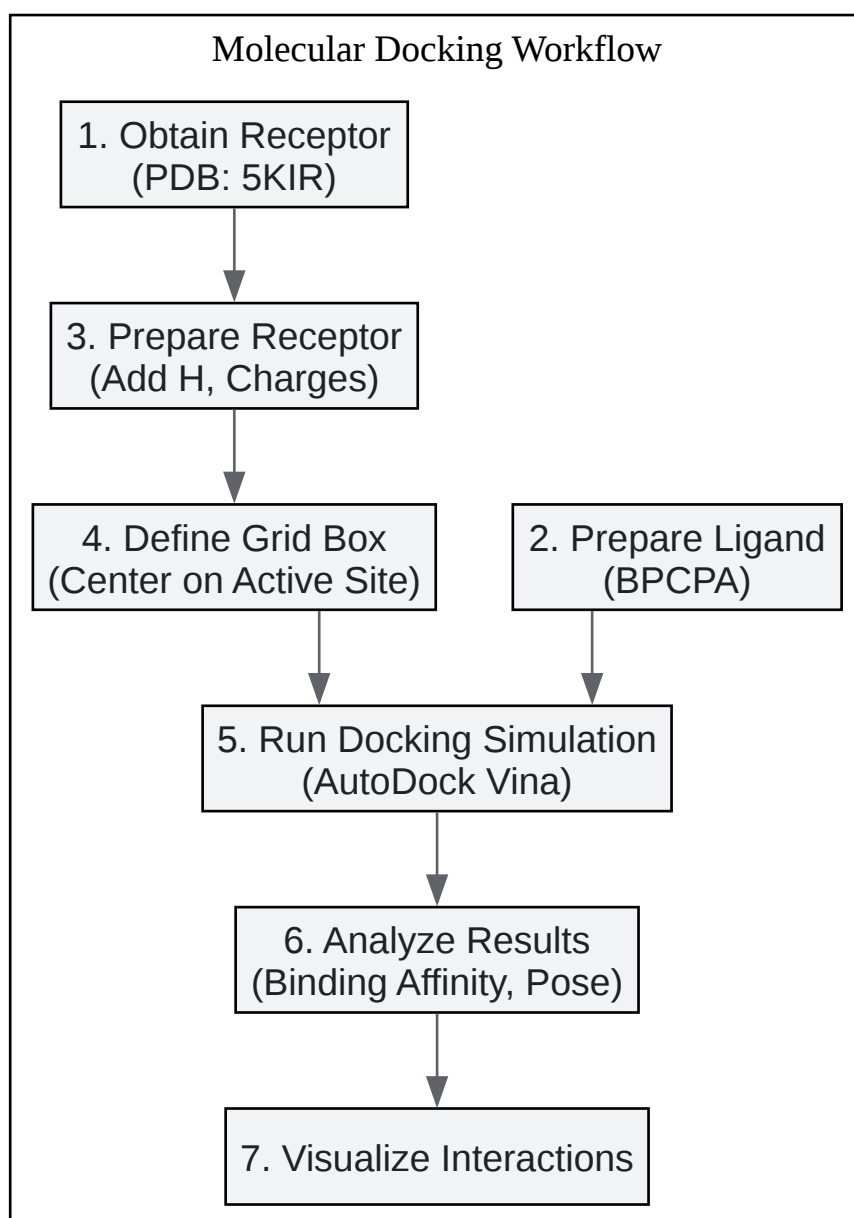 Molecular Docking Workflow
1. Obtain Receptor
(PDB: 5KIR)
3. Prepare Receptor
(Add H, Charges)
4. Define Grid Box
(Center on Active Site)
2. Prepare Ligand
(BPCPA)
5. Run Docking Simulation
(AutoDock Vina)
6. Analyze Results
(Binding Affinity, Pose)
7. Visualize Interactions